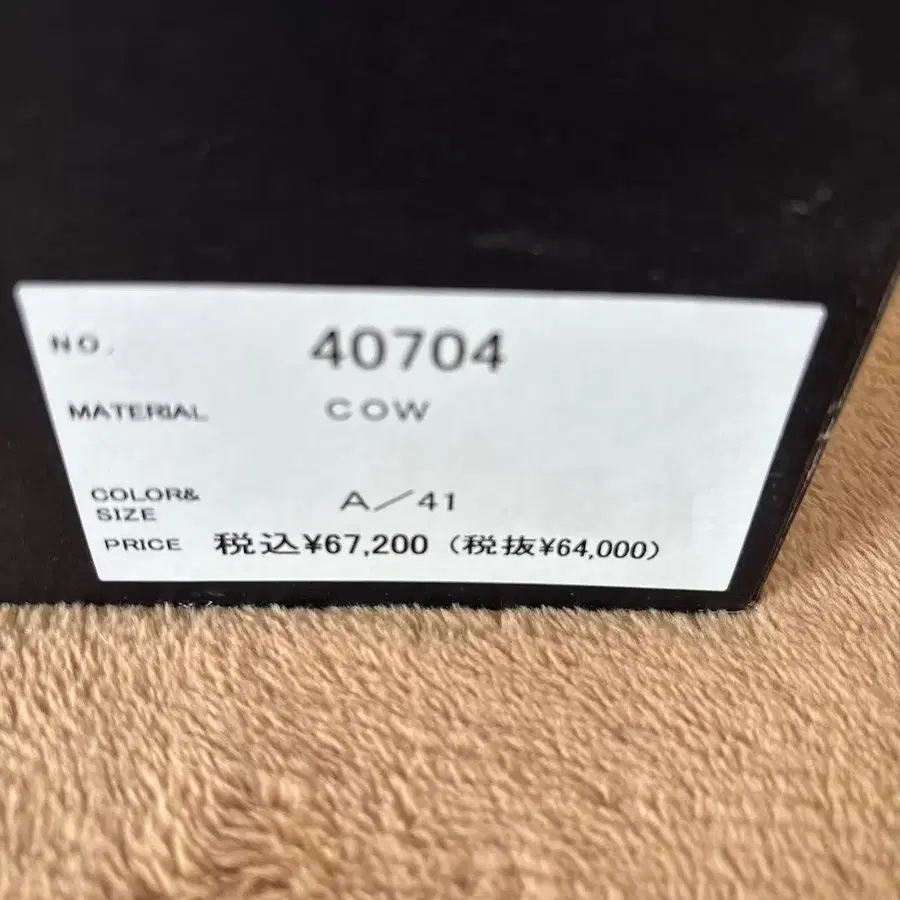 NO. 40704
MATERIAL COW
COLOR&
SIZE A／41
PRICE 税込¥67,200（税抜¥64,000）